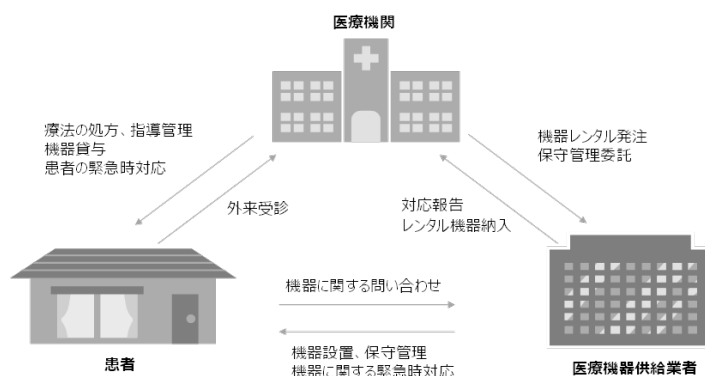 医療機関
療法の処方、指導管理
機器貸与
患者の緊急時対応
外来受診
機器レンタル発注
保守管理委託
対応報告
レンタル機器納入
機器に関する問い合わせ
機器設置、保守管理
機器に関する緊急時対応
患者
医療機器供給業者